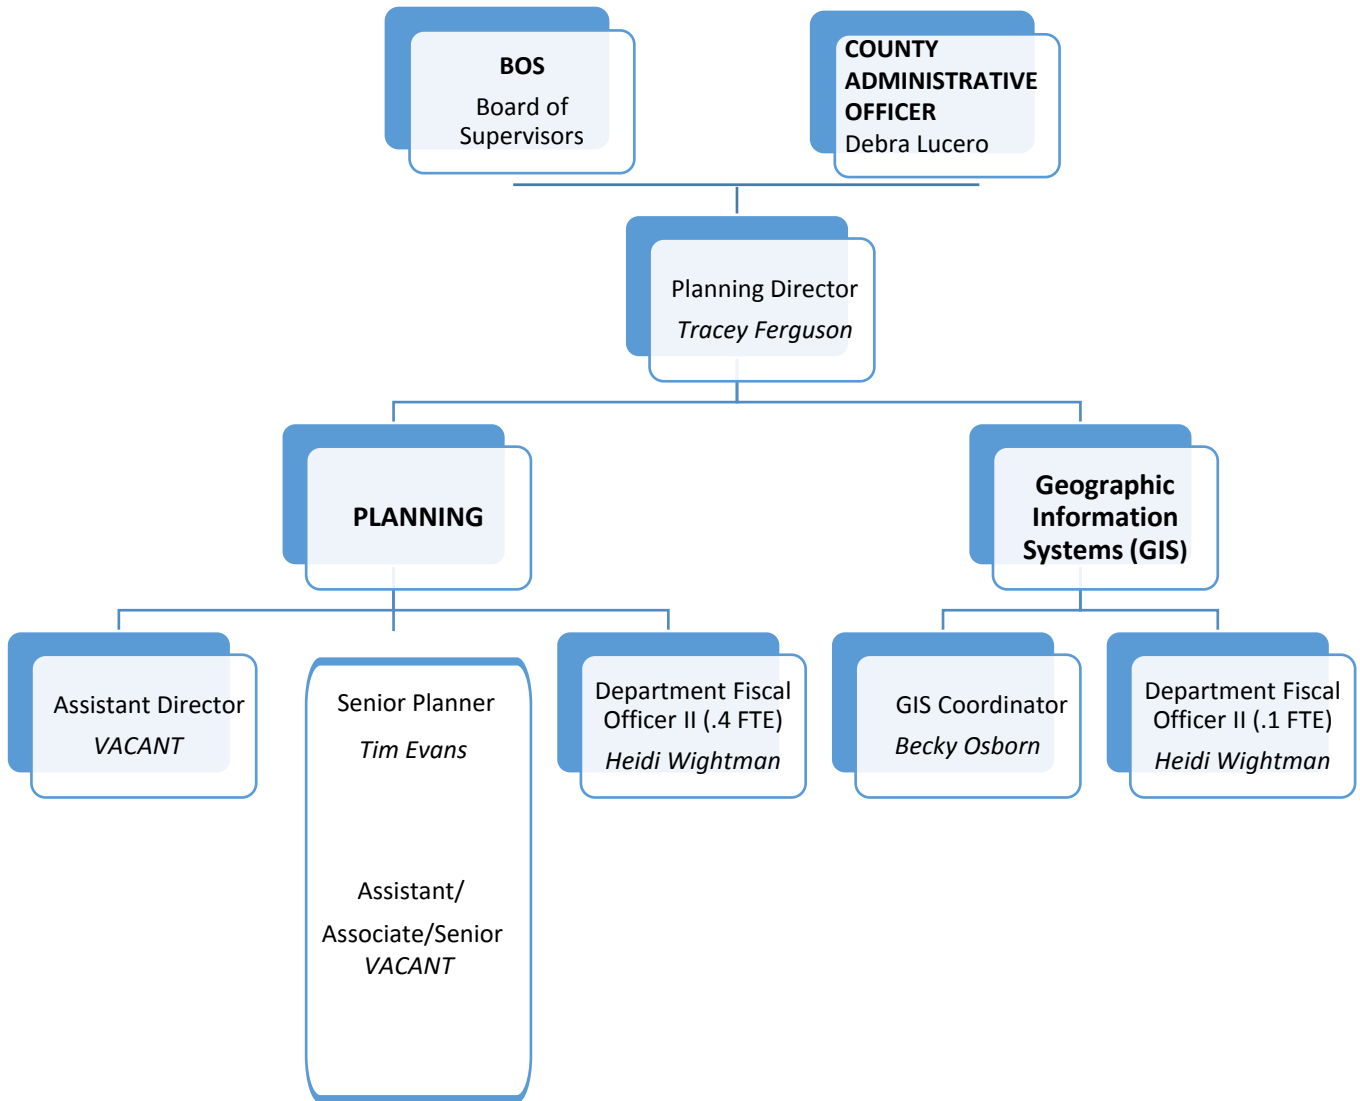 BOS
Board of
Supervisors
COUNTY
ADMINISTRATIVE
OFFICER
Debra Lucero
Planning Director
Tracey Ferguson
PLANNING
Geographic
Information
Systems (GIS)
Assistant Director
VACANT
Senior Planner
Tim Evans
Assistant/
Associate/Senior
VACANT
Department Fiscal
Officer II (.4 FTE)
Heidi Wightman
GIS Coordinator
Becky Osborn
Department Fiscal
Officer II (.1 FTE)
Heidi Wightman